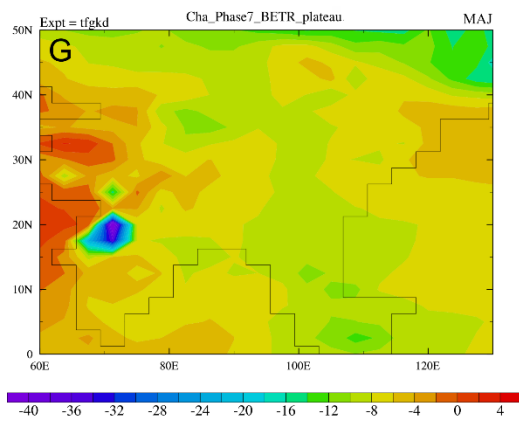 Expt = tfgkd Cha_Phase7_BETR_plateau MAJ
G
50N
40N
30N
20N
10N
0
60E 80E 100E 120E
-40 -36 -32 -28 -24 -20 -16 -12 -8 -4 0 4